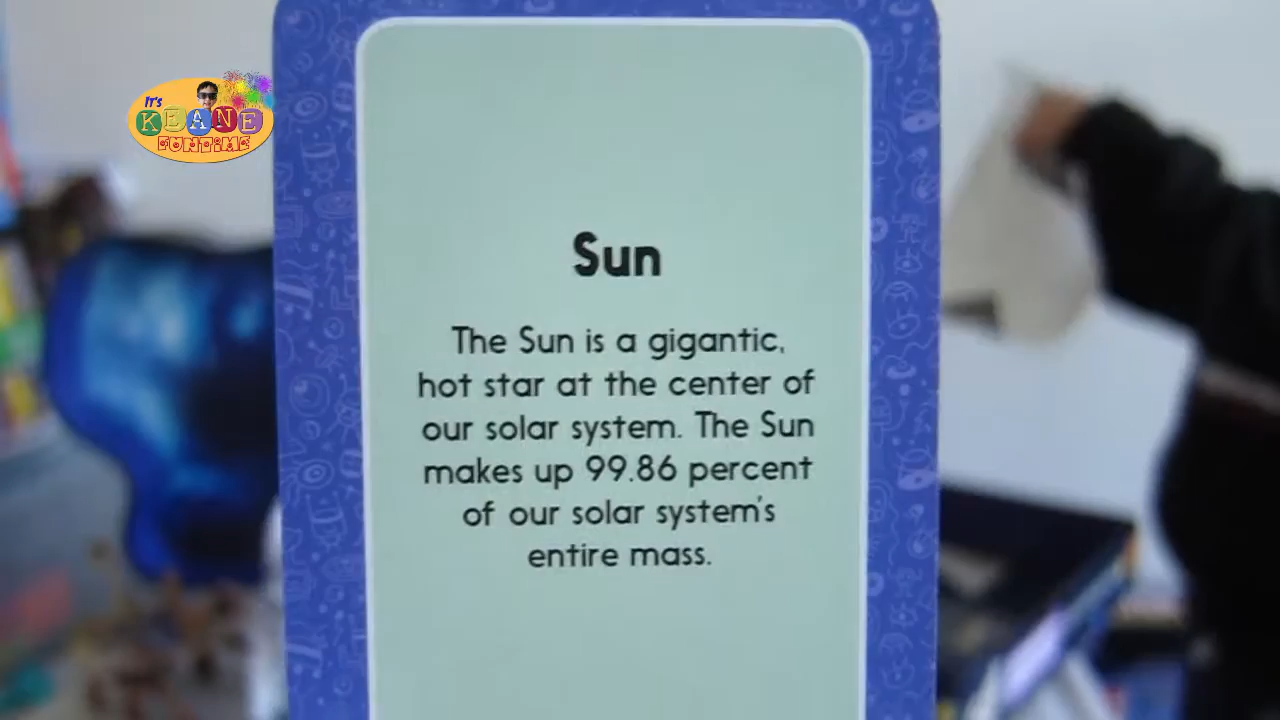 IT'S
KEANE
FUNTIME
Sun
The Sun is a gigantic,
hot star at the center of
our solar system. The Sun
makes up 99.86 percent
of our solar system's
entire mass.